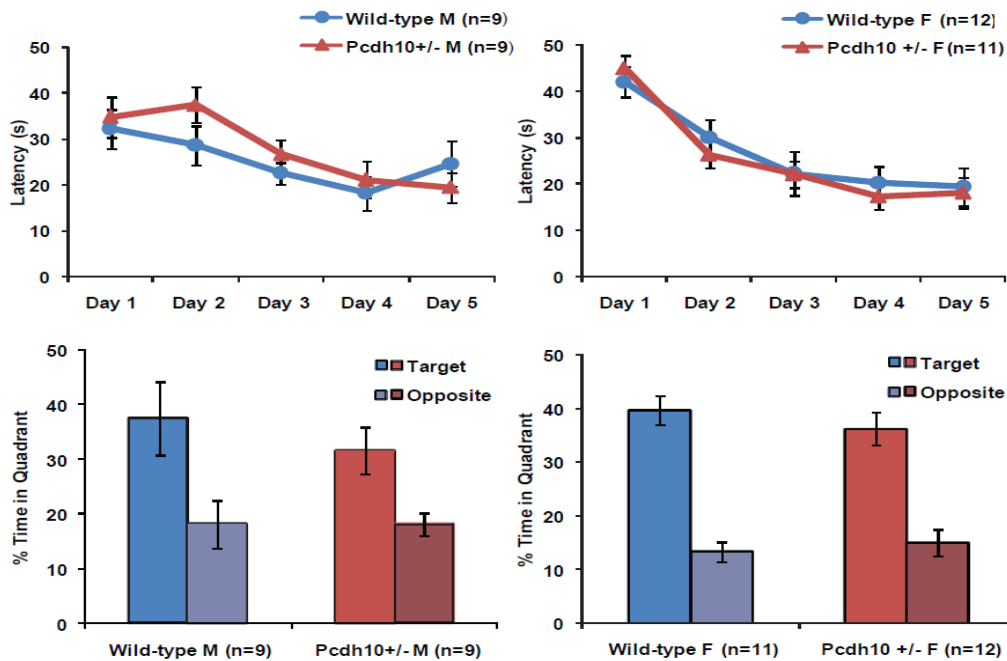 Wild-type M (n=9)
Pcdh10+/- M (n=9)
Latency (s)
50
40
30
20
10
0
Day 1 Day 2 Day 3 Day 4 Day 5
Wild-type F (n=12)
Pcdh10 +/- F (n=11)
Latency (s)
50
40
30
20
10
0
Day 1 Day 2 Day 3 Day 4 Day 5
% Time in Quadrant
50
40
30
20
10
0
Target
Opposite
Wild-type M (n=9) Pcdh10+/- M (n=9)
% Time in Quadrant
50
40
30
20
10
0
Target
Opposite
Wild-type F (n=11) Pcdh10 +/- F (n=12)